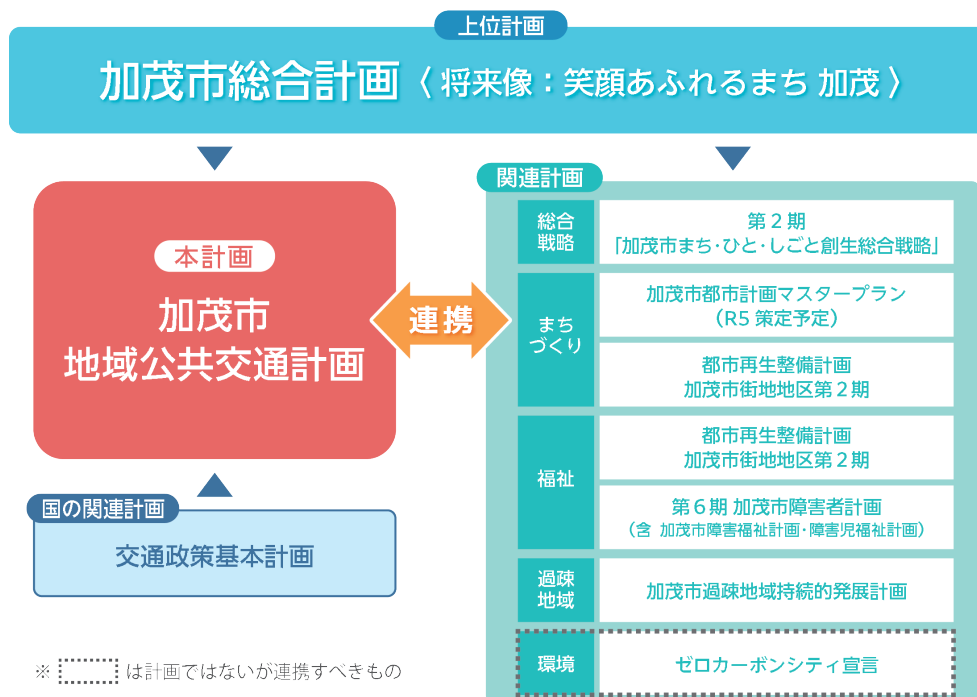 上位計画
加茂市総合計画〈 将来像：笑顔あふれるまち 加茂 〉
本計画
加茂市
地域公共交通計画
連携
国の関連計画
交通政策基本計画
※ は計画ではないが連携すべきもの
関連計画
総合
戦略
第２期
「加茂市まち・ひと・しごと創生総合戦略」
まち
づくり
加茂市都市計画マスタープラン
（R5 策定予定）
都市再生整備計画
加茂市街地地区第２期
福祉
都市再生整備計画
加茂市街地地区第２期
第６期 加茂市障害者計画
（含 加茂市障害福祉計画・障害児福祉計画）
過疎
地域
加茂市過疎地域持続的発展計画
環境
ゼロカーボンシティ宣言